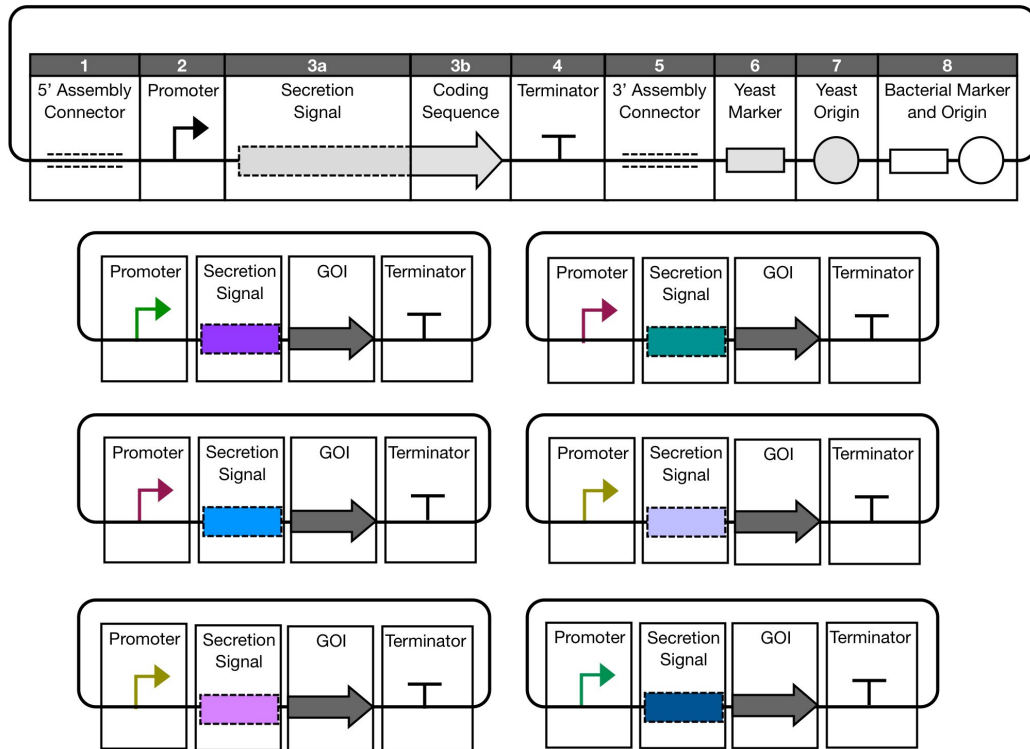 1 2 3a 3b 4 5 6 7 8
5’ Assembly Promoter Secretion Coding Terminator 3’ Assembly Yeast Yeast Bacterial Marker
Connector Signal Sequence Connector Marker Origin and Origin
Promoter Secretion GOI Terminator Promoter Secretion GOI Terminator
Signal Signal
Promoter Secretion GOI Terminator Promoter Secretion GOI Terminator
Signal Signal
Promoter Secretion GOI Terminator Promoter Secretion GOI Terminator
Signal Signal